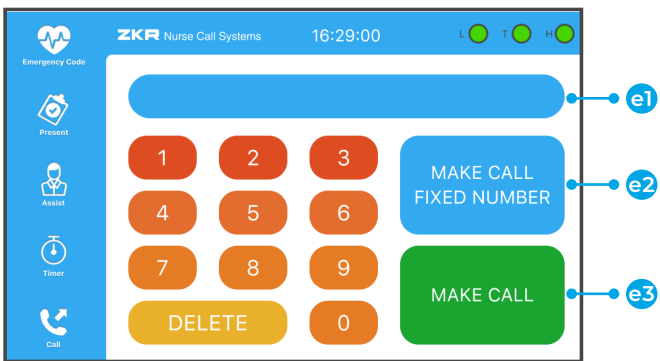 ZKR Nurse Call Systems 16:29:00 L T H
Emergency Code
Present
Assist
Timer
Call
1 2 3
4 5 6
7 8 9
DELETE 0
MAKE CALL
FIXED NUMBER
MAKE CALL
e1
e2
e3